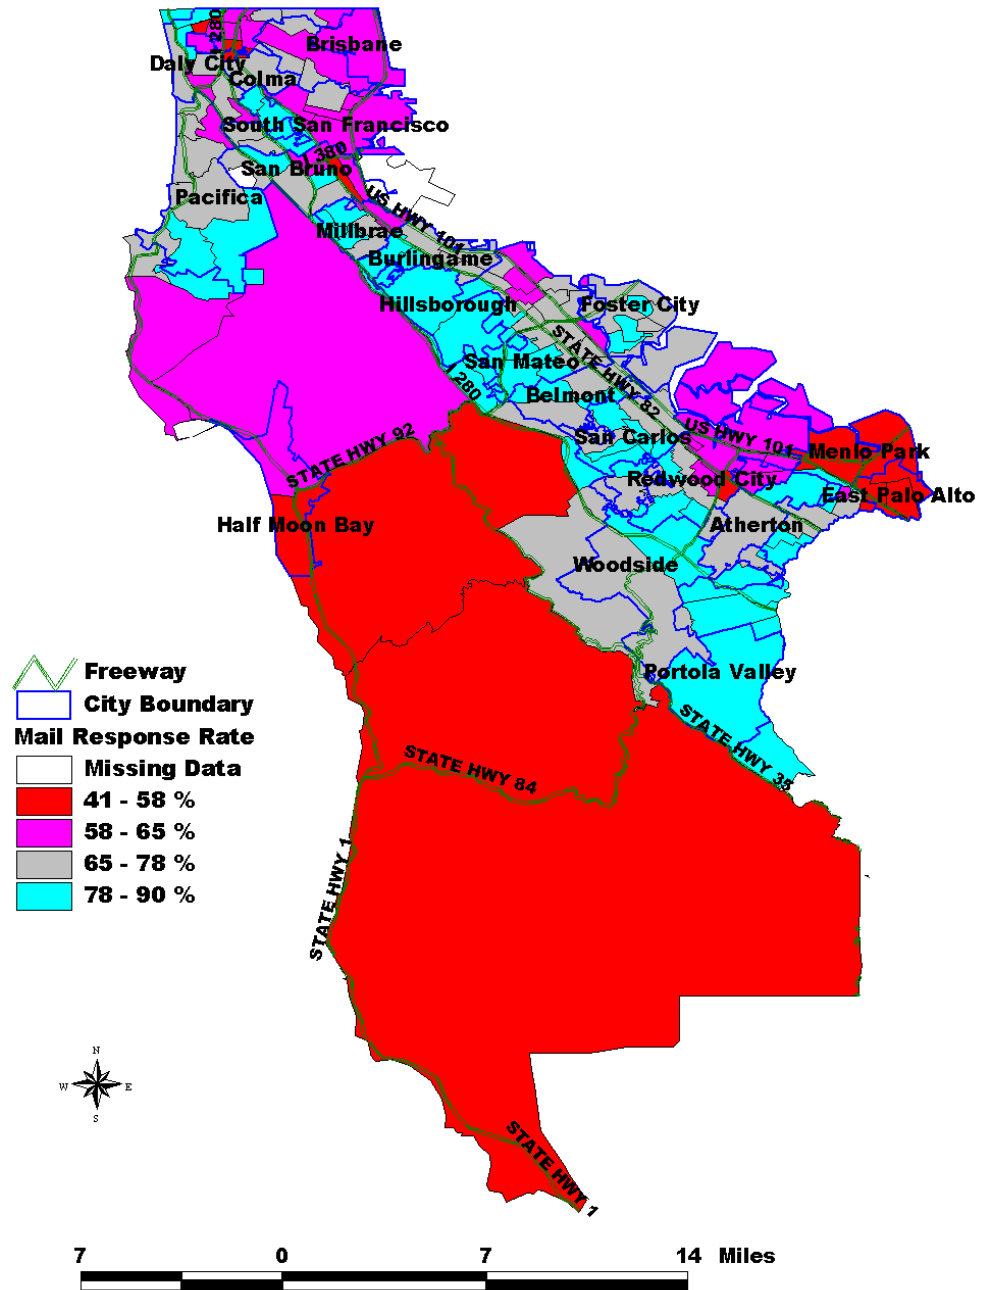 I 280
Brisbane
Daly City
Colma
South San Francisco
I 380
San Bruno
Pacifica
US HWY 101
Millbrae
Burlingame
Hillsborough
Foster City
STATE HWY 82
San Mateo
I 280
Belmont
San Carlos
US HWY 101
Menlo Park
STATE HWY 92
Redwood City
East Palo Alto
Half Moon Bay
Atherton
Woodside
Portola Valley
STATE HWY 35
STATE HWY 84
STATE HWY 1
STATE HWY 1
Freeway
City Boundary
Mail Response Rate
Missing Data
41 - 58 %
58 - 65 %
65 - 78 %
78 - 90 %
N
W E
S
7 0 7 14 Miles